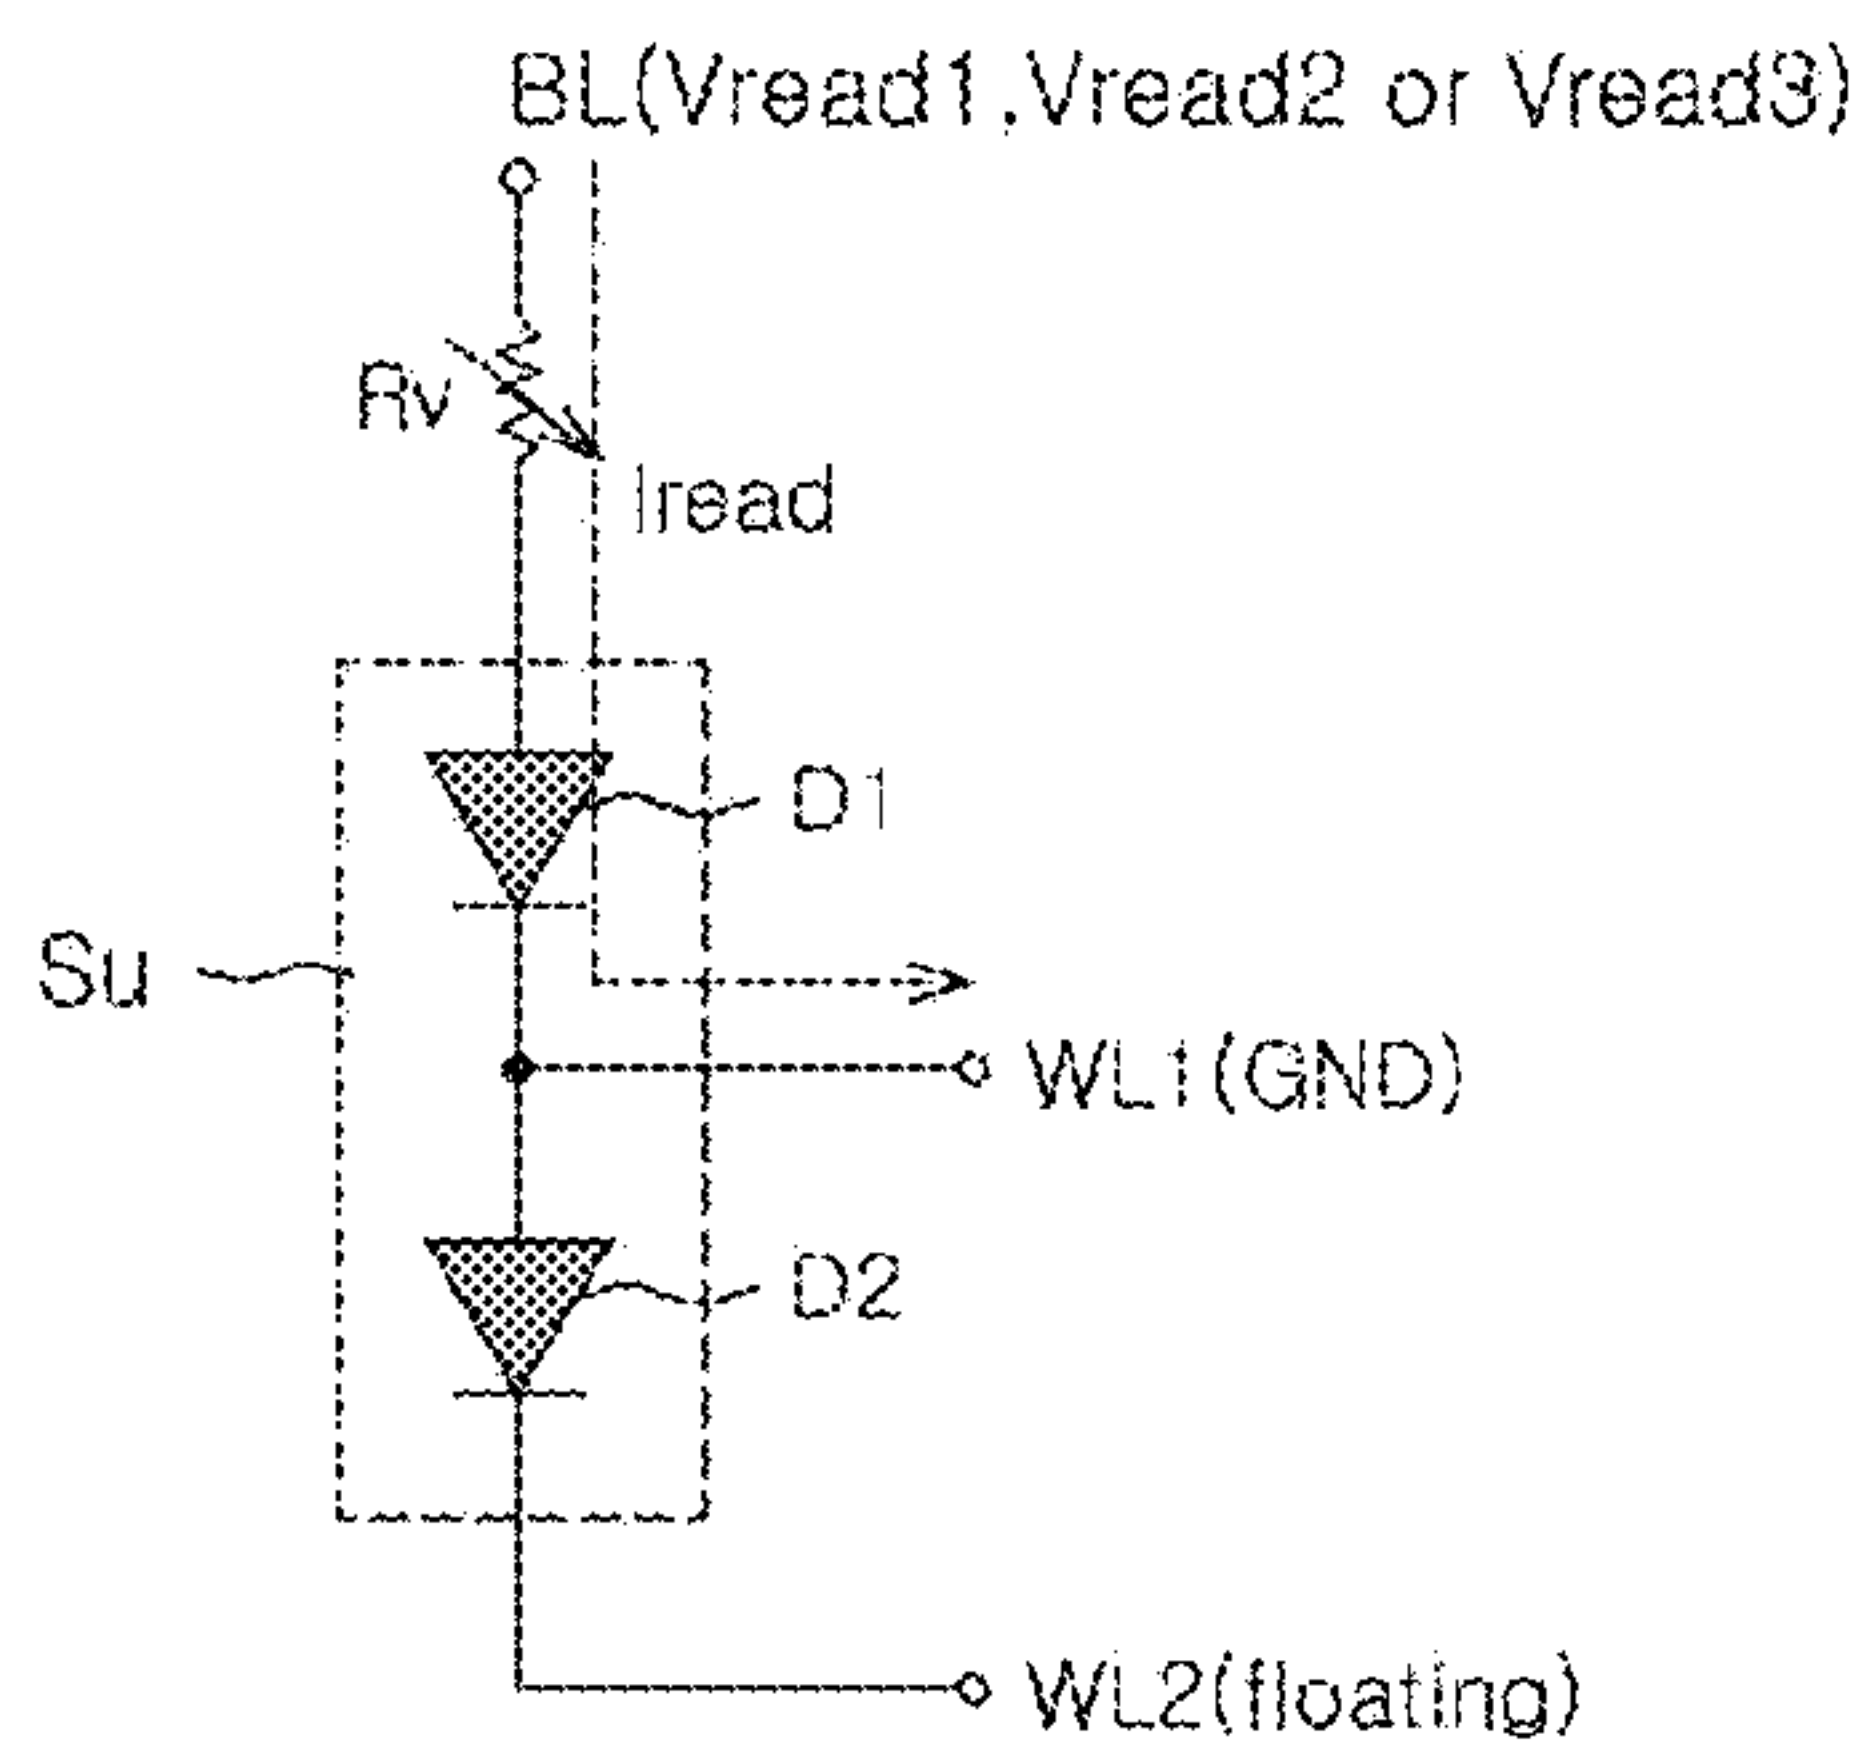 BL(Vread1,Vread2 or Vread3)
Rv
Iread
D1
Su
WL1(GND)
D2
WL2(floating)